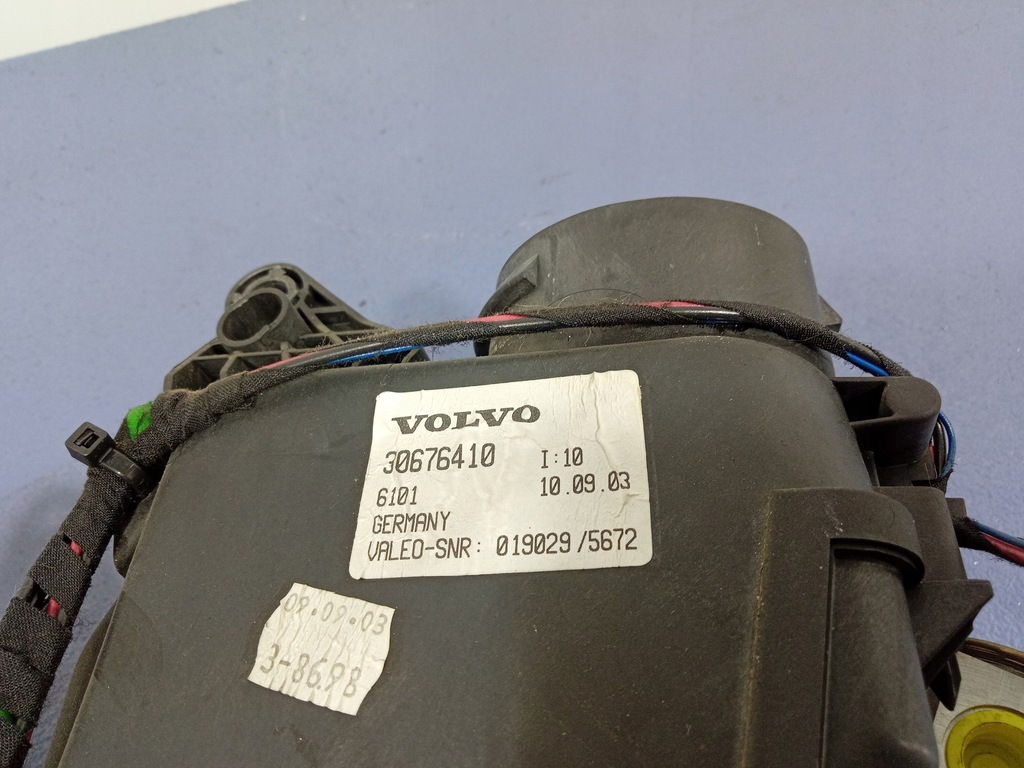 VOLVO
30676410 I:10
6101 10.09.03
GERMANY
VALEO-SNR: 019029/5672
09.09.03
3-86.98